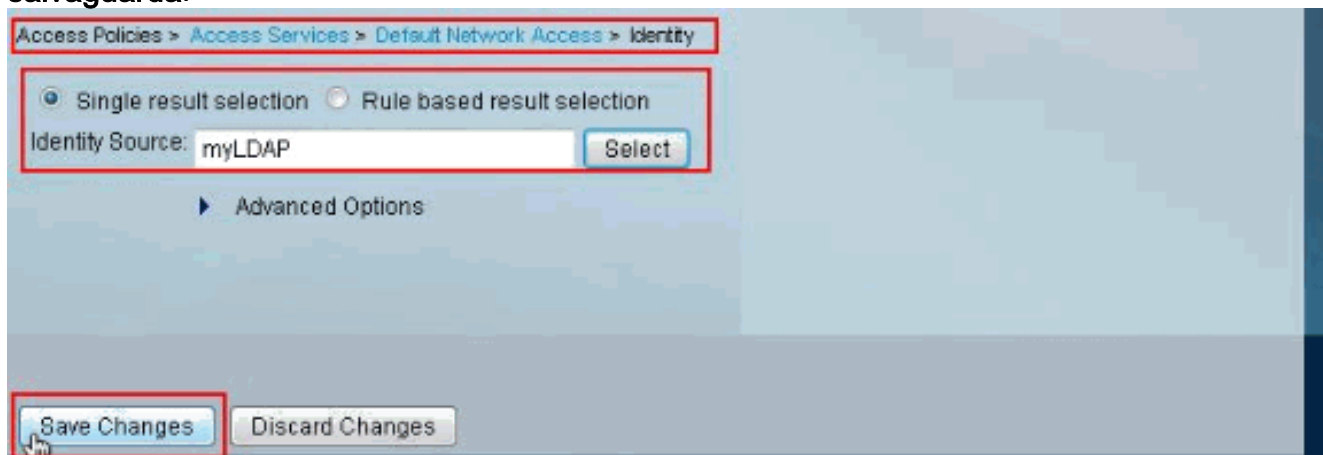 salvaguarda.
Access Policies > Access Services > Default Network Access > Identity
Single result selection Rule based result selection
Identity Source: myLDAP Select
Advanced Options
Save Changes Discard Changes